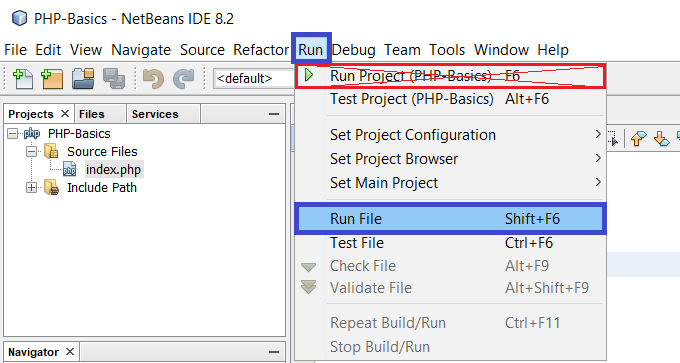 PHP-Basics - NetBeans IDE 8.2
File Edit View Navigate Source Refactor Run Debug Team Tools Window Help
<default>
Run Project (PHP-Basics) F6
Test Project (PHP-Basics) Alt+F6
Set Project Configuration
Set Project Browser
Set Main Project
Run File Shift+F6
Test File Ctrl+F6
Check File Alt+F9
Validate File Alt+Shift+F9
Repeat Build/Run Ctrl+F11
Stop Build/Run
Projects Files Services
php PHP-Basics
Source Files
php index.php
Include Path
Navigator